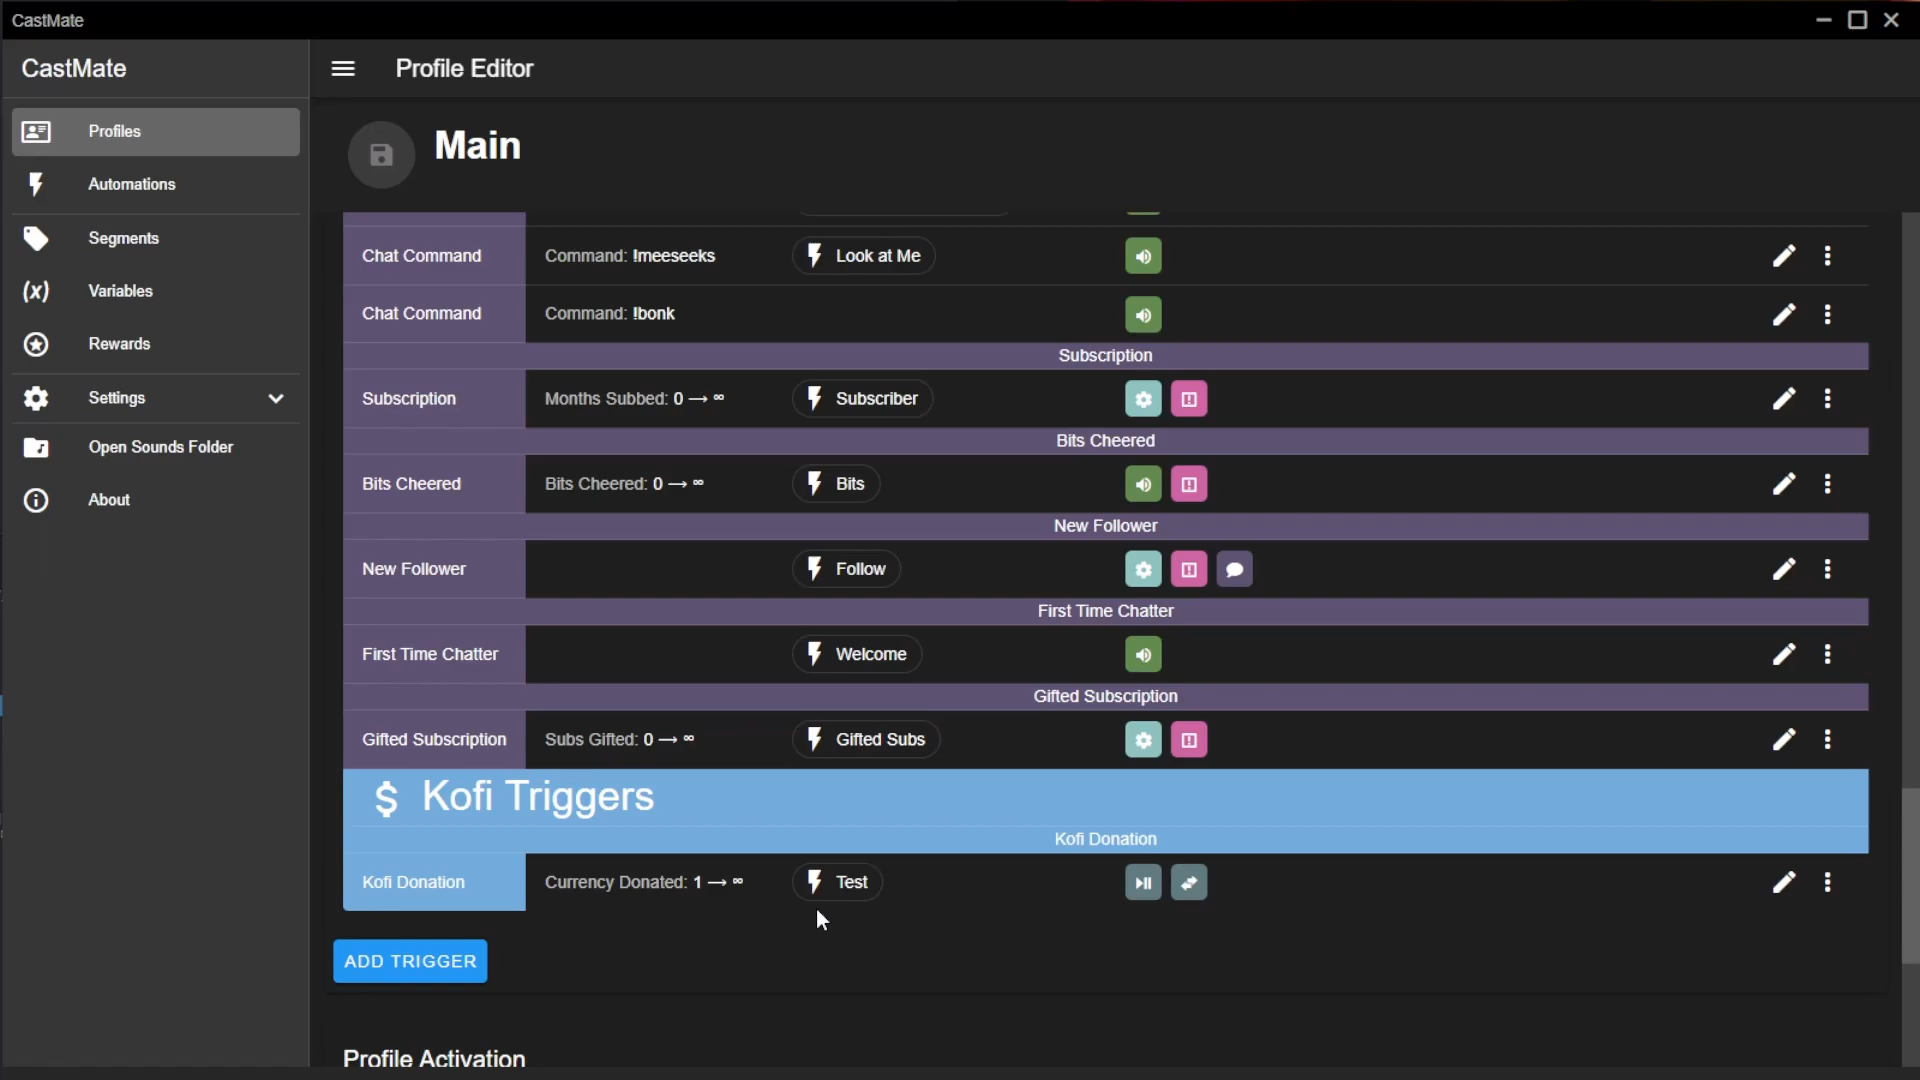 CastMate
CastMate
Profile Editor
Profiles
Automations
Segments
(x) Variables
Rewards
Settings
Open Sounds Folder
About
Main
Chat Command Command: !meeseeks Look at Me
Chat Command Command: !bonk
Subscription
Subscription Months Subbed: 0 → ∞ Subscriber
Bits Cheered
Bits Cheered Bits Cheered: 0 → ∞ Bits
New Follower
New Follower Follow
First Time Chatter
First Time Chatter Welcome
Gifted Subscription
Gifted Subscription Subs Gifted: 0 → ∞ Gifted Subs
$ Kofi Triggers
Kofi Donation
Kofi Donation Currency Donated: 1 → ∞ Test
ADD TRIGGER
Profile Activation